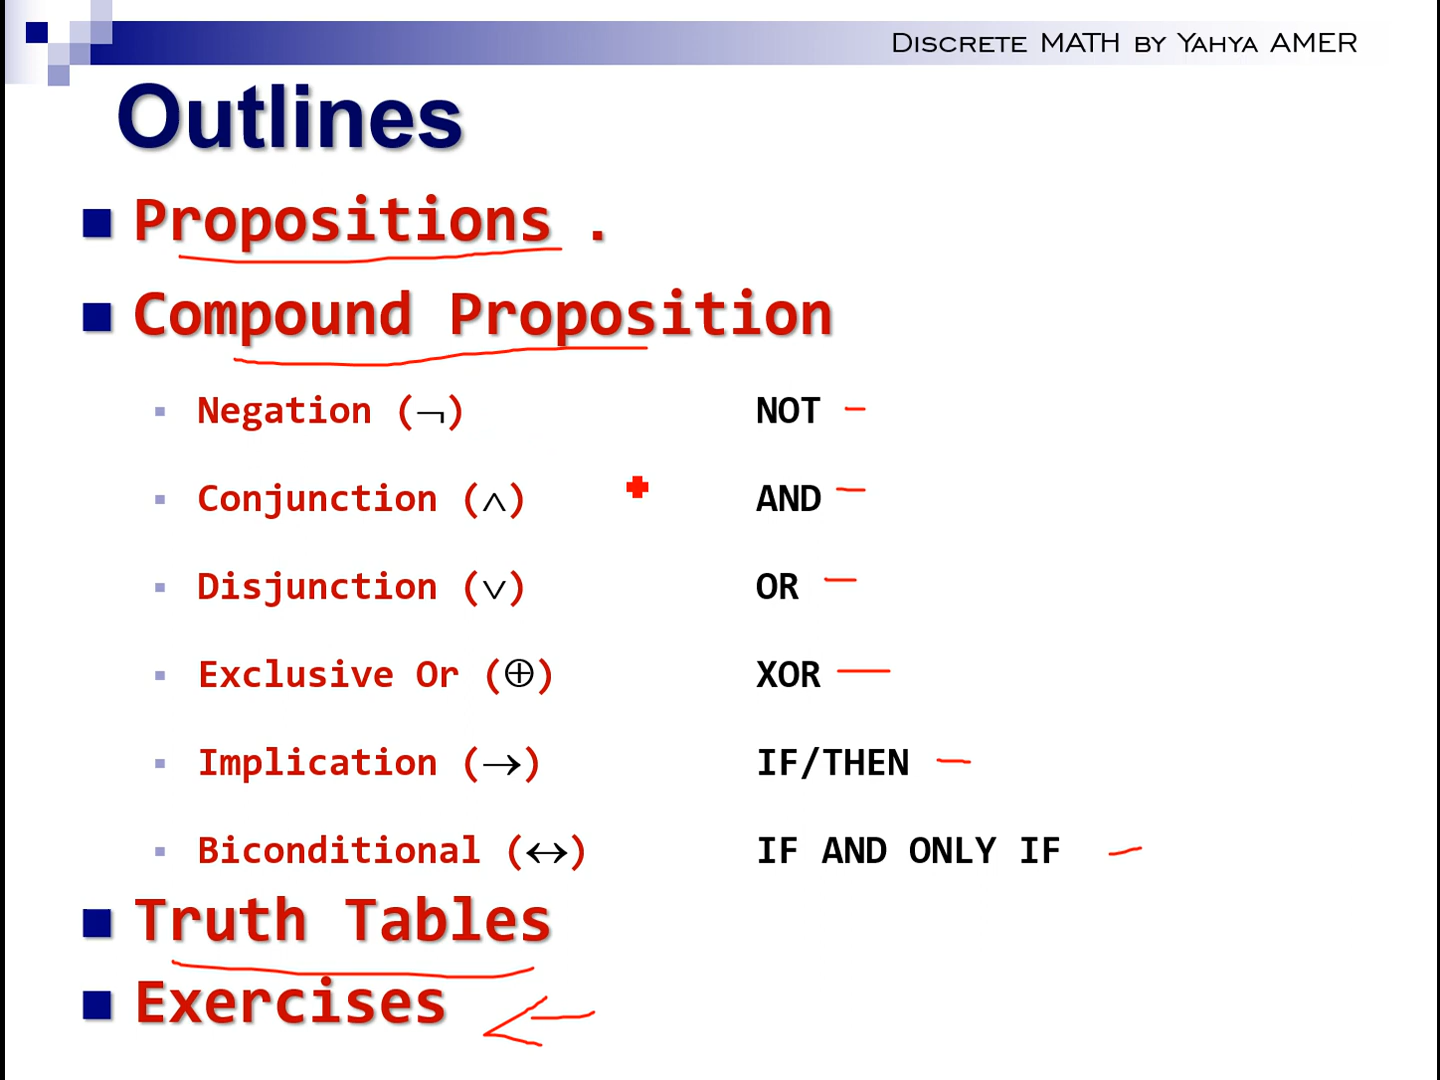 DISCRETE MATH BY YAHYA AMER
Outlines
Propositions .
Compound Proposition
Negation (¬) NOT
Conjunction (∧) AND
Disjunction (∨) OR
Exclusive Or (⊕) XOR
Implication (→) IF/THEN
Biconditional (↔) IF AND ONLY IF
Truth Tables
Exercises